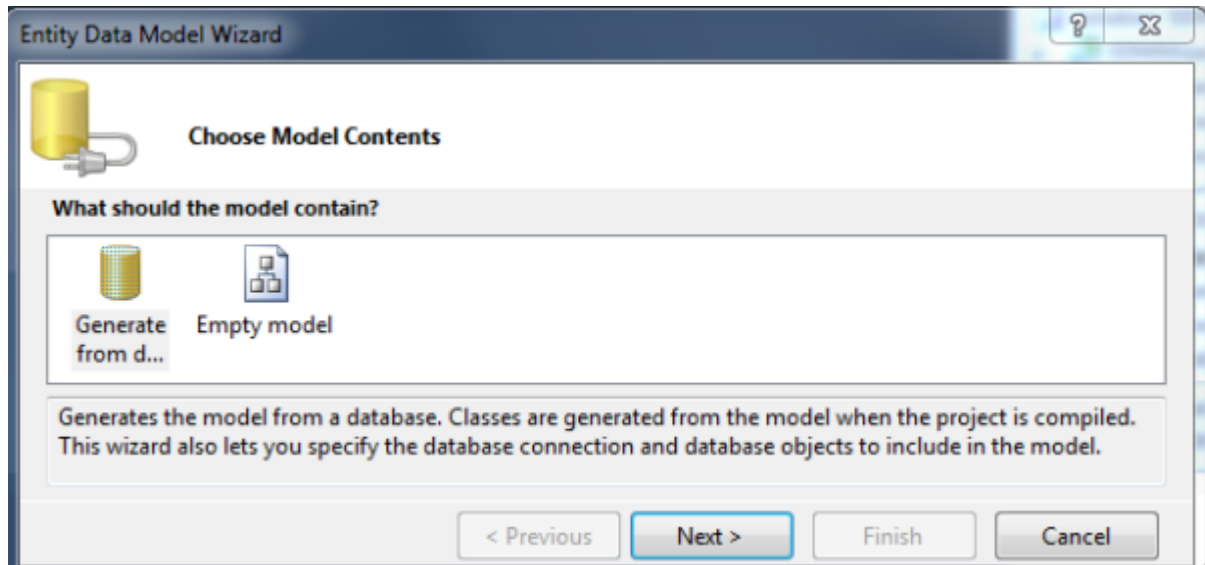 Entity Data Model Wizard
?
Choose Model Contents
What should the model contain?
Generate from d...
Empty model
Generates the model from a database. Classes are generated from the model when the project is compiled.
This wizard also lets you specify the database connection and database objects to include in the model.
< Previous
Next >
Finish
Cancel